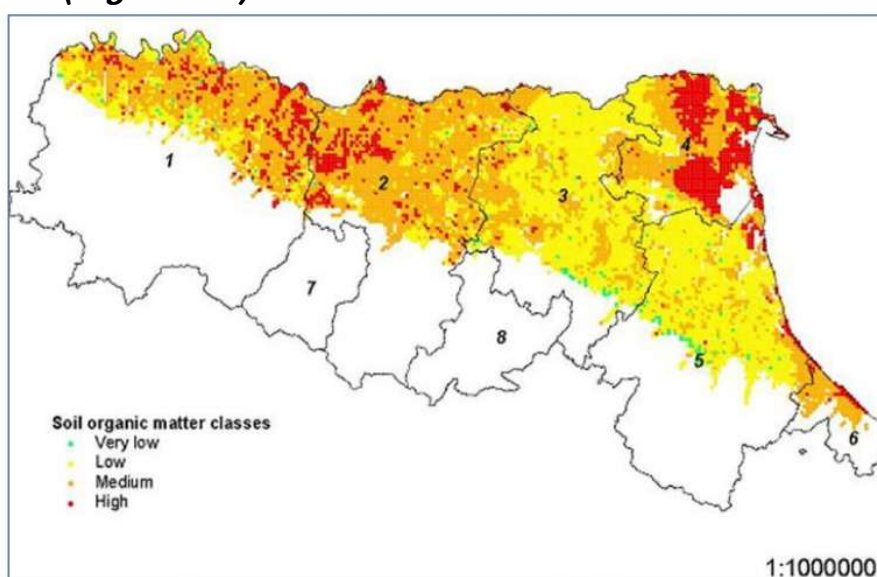 4
1
2
3
7
8
5
6
Soil organic matter classes
Very low
Low
Medium
High
1:1000000